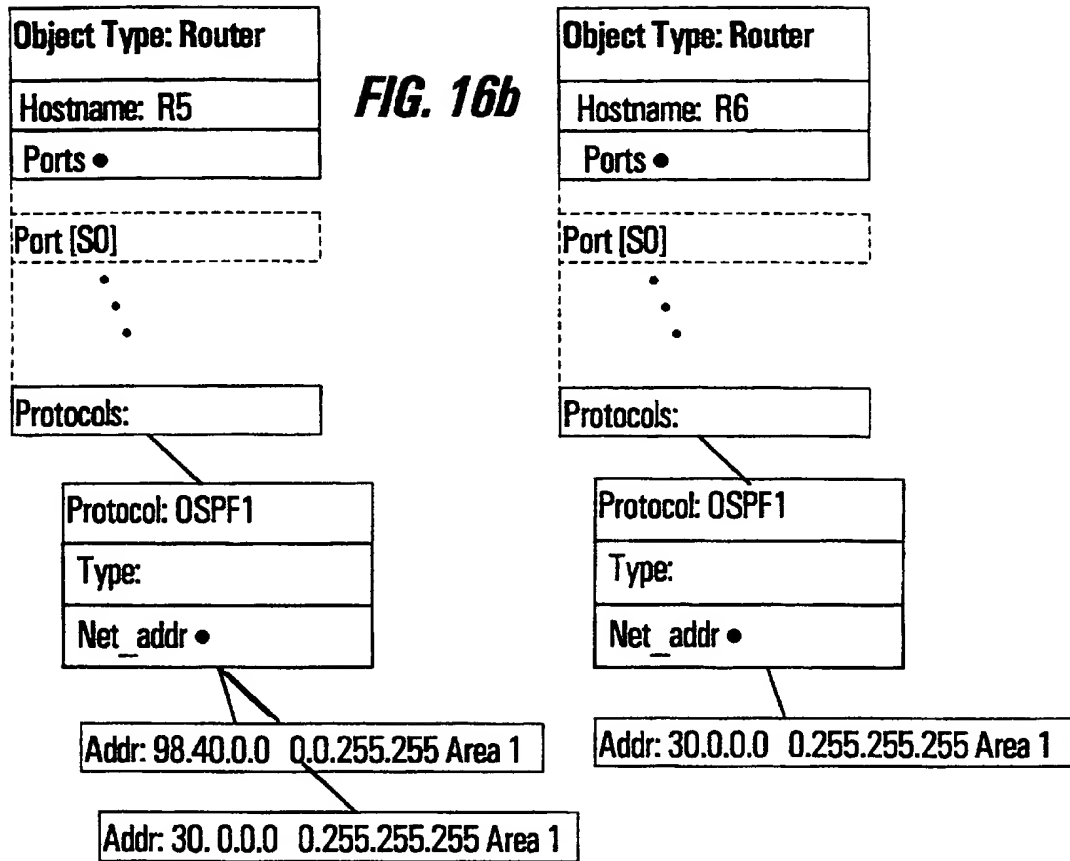 Object Type: Router
Hostname: R5
Ports
Port [S0]
Protocols:
Protocol: OSPF1
Type:
Net_addr
Addr: 98.40.0.0 0.0.255.255 Area 1
Addr: 30. 0.0.0 0.255.255.255 Area 1
FIG. 16b
Object Type: Router
Hostname: R6
Ports
Port [S0]
Protocols:
Protocol: OSPF1
Type:
Net_addr
Addr: 30.0.0.0 0.255.255.255 Area 1